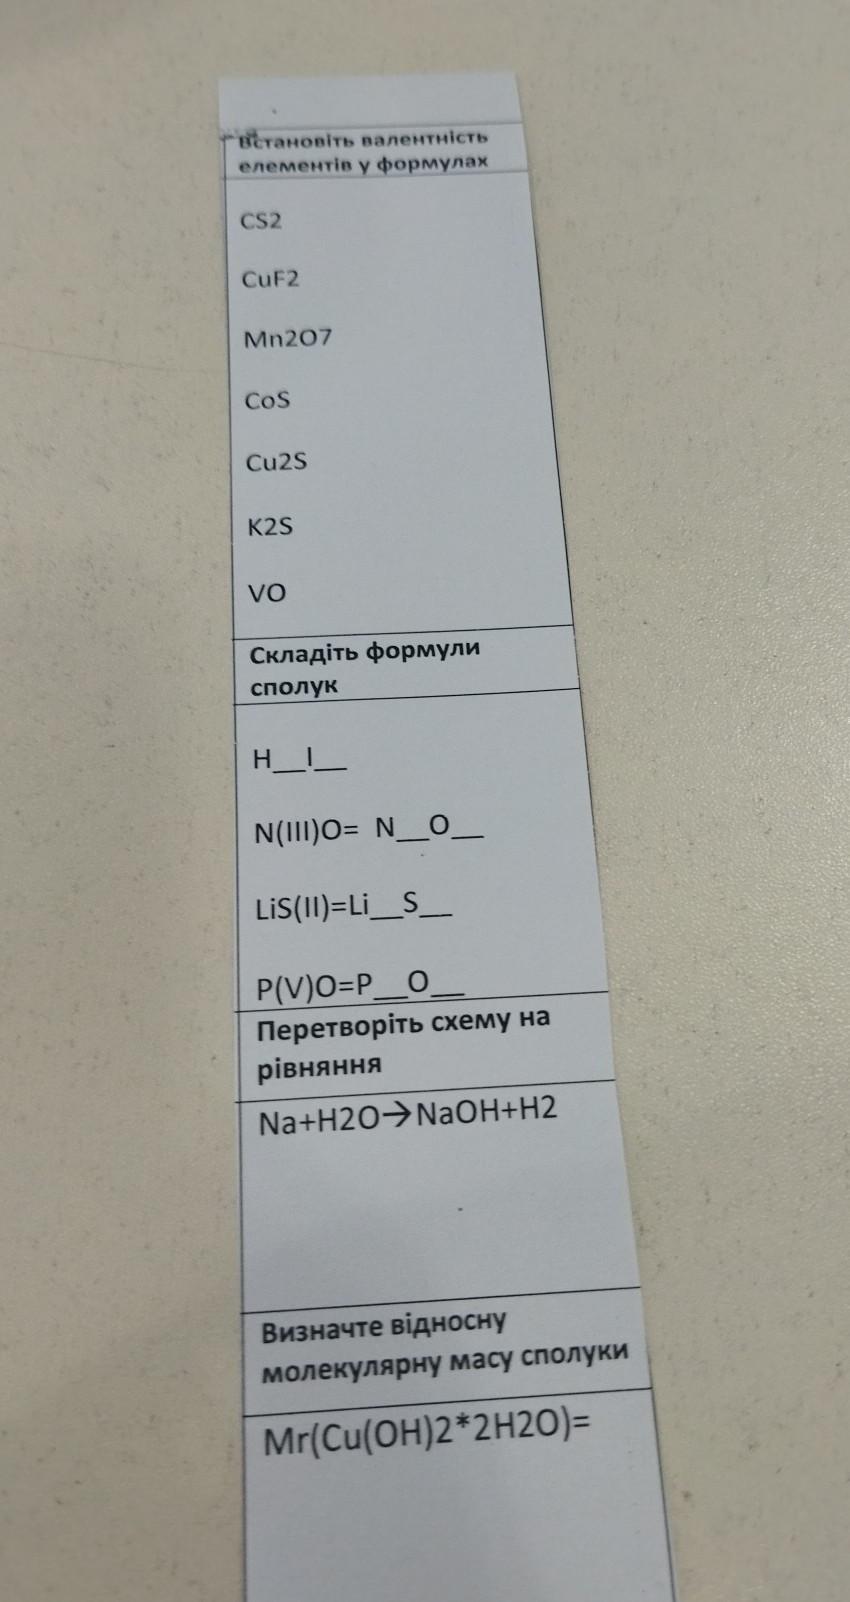 Встановіть валентність
елементів у формулах
CS2
CuF2
Mn2O7
CoS
Cu2S
K2S
VO
Складіть формули
сполук
H__I__
N(III)O= N__O__
LiS(II)=Li__S__
P(V)O=P__O__
Перетворіть схему на
рівняння
Na+H2O→NaOH+H2
Визначте відносну
молекулярну масу сполуки
Mr(Cu(OH)2*2H2O)=